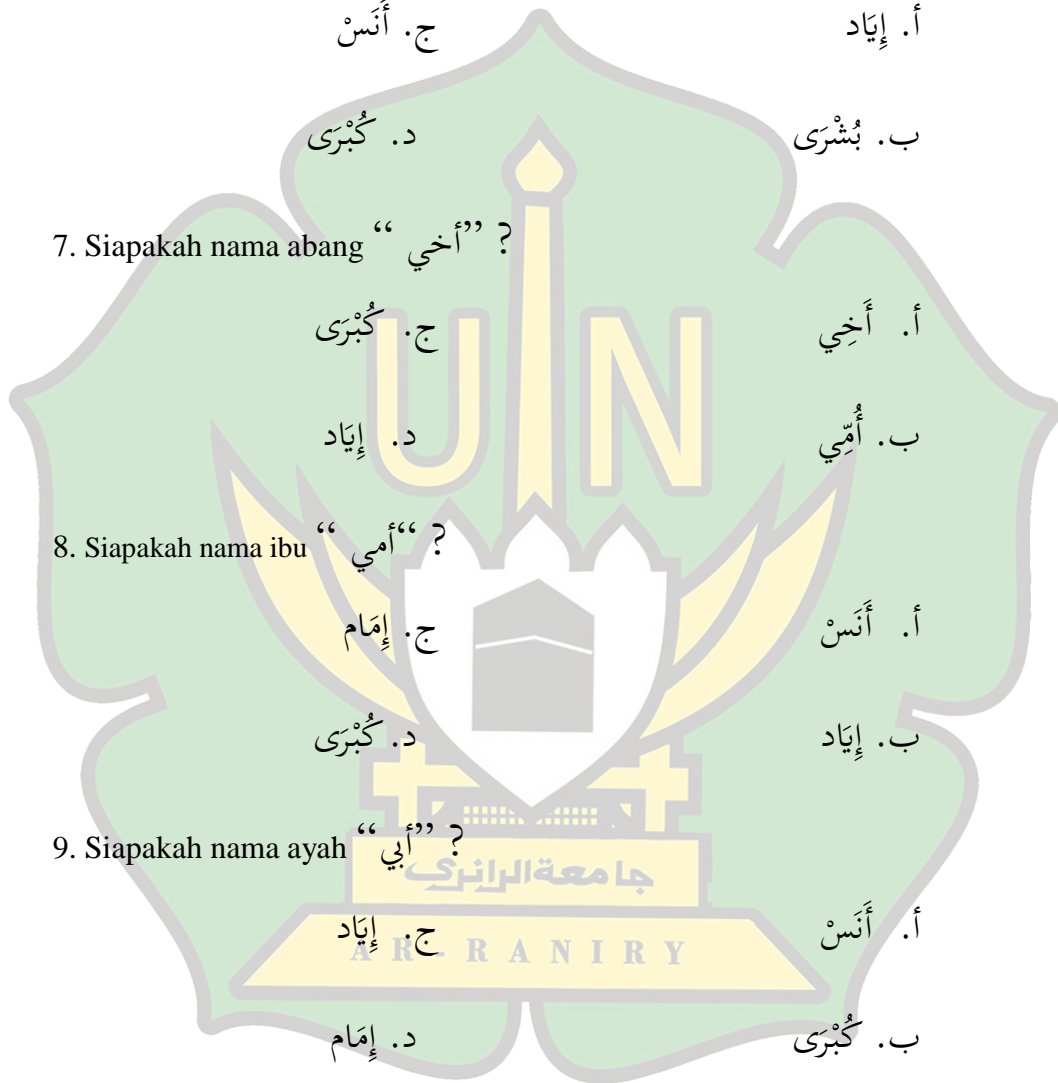 أ. إِيَاد ج. أَنَسْ
ب. بُشْرَى د. كُبْرَى
7. Siapakah nama abang “ أخي ” ?
أ. أَخِي ج. كُبْرَى
ب. أُمِّي د. إِيَاد
8. Siapakah nama ibu “ أمي “ ?
أ. أَنَسْ ج. إِمَام
ب. إِيَاد د. كُبْرَى
9. Siapakah nama ayah “ أبي ” ?
أ. أَنَسْ ج. إِيَاد
ب. كُبْرَى د. إِمَام
UIN
جامعة الرانري
AR-RANIRY